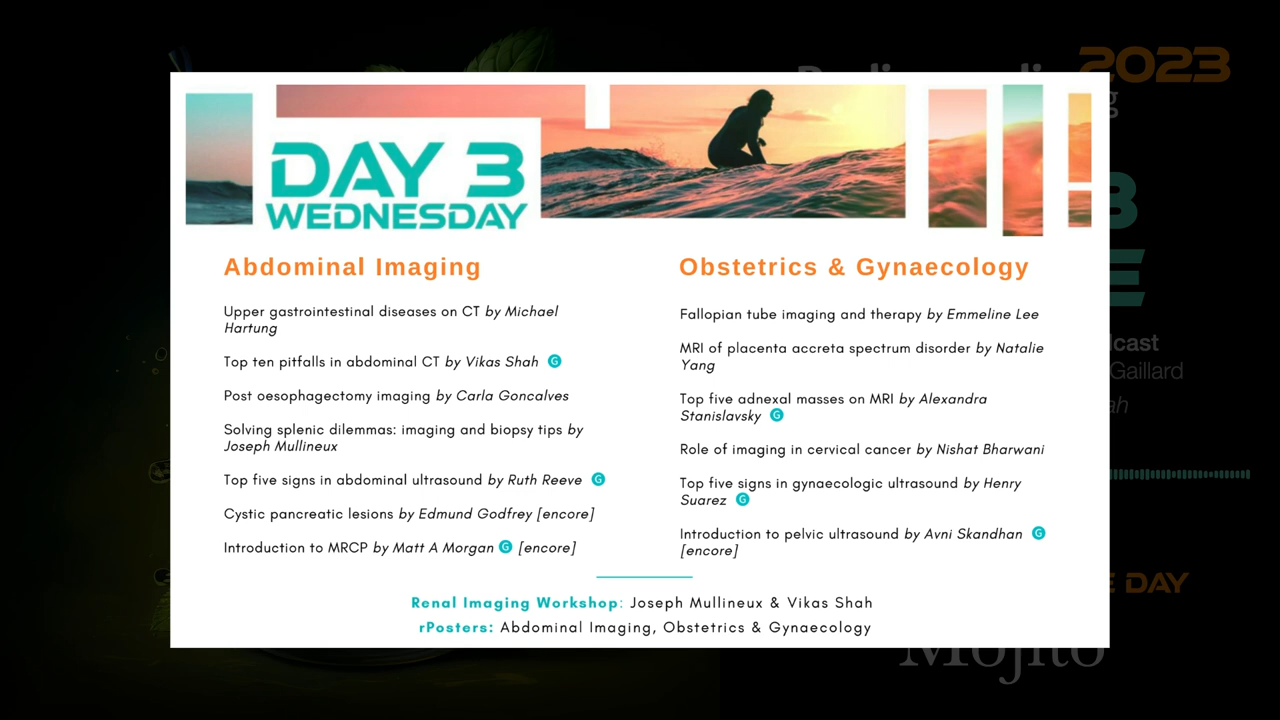 2023
DAY 3
WEDNESDAY
Abdominal Imaging
Upper gastrointestinal diseases on CT by Michael
Hartung
Top ten pitfalls in abdominal CT by Vikas Shah G
Post oesophagectomy imaging by Carla Goncalves
Solving splenic dilemmas: imaging and biopsy tips by
Joseph Mullineux
Top five signs in abdominal ultrasound by Ruth Reeve G
Cystic pancreatic lesions by Edmund Godfrey [encore]
Introduction to MRCP by Matt A Morgan G [encore]
Obstetrics & Gynaecology
Fallopian tube imaging and therapy by Emmeline Lee
MRI of placenta accreta spectrum disorder by Natalie
Yang
Top five adnexal masses on MRI by Alexandra
Stanislavsky G
Role of imaging in cervical cancer by Nishat Bharwani
Top five signs in gynaecologic ultrasound by Henry
Suarez G
Introduction to pelvic ultrasound by Avni Skandhan G
[encore]
Renal Imaging Workshop: Joseph Mullineux & Vikas Shah
rPosters: Abdominal Imaging, Obstetrics & Gynaecology
Gaillard
DAY
Mojito